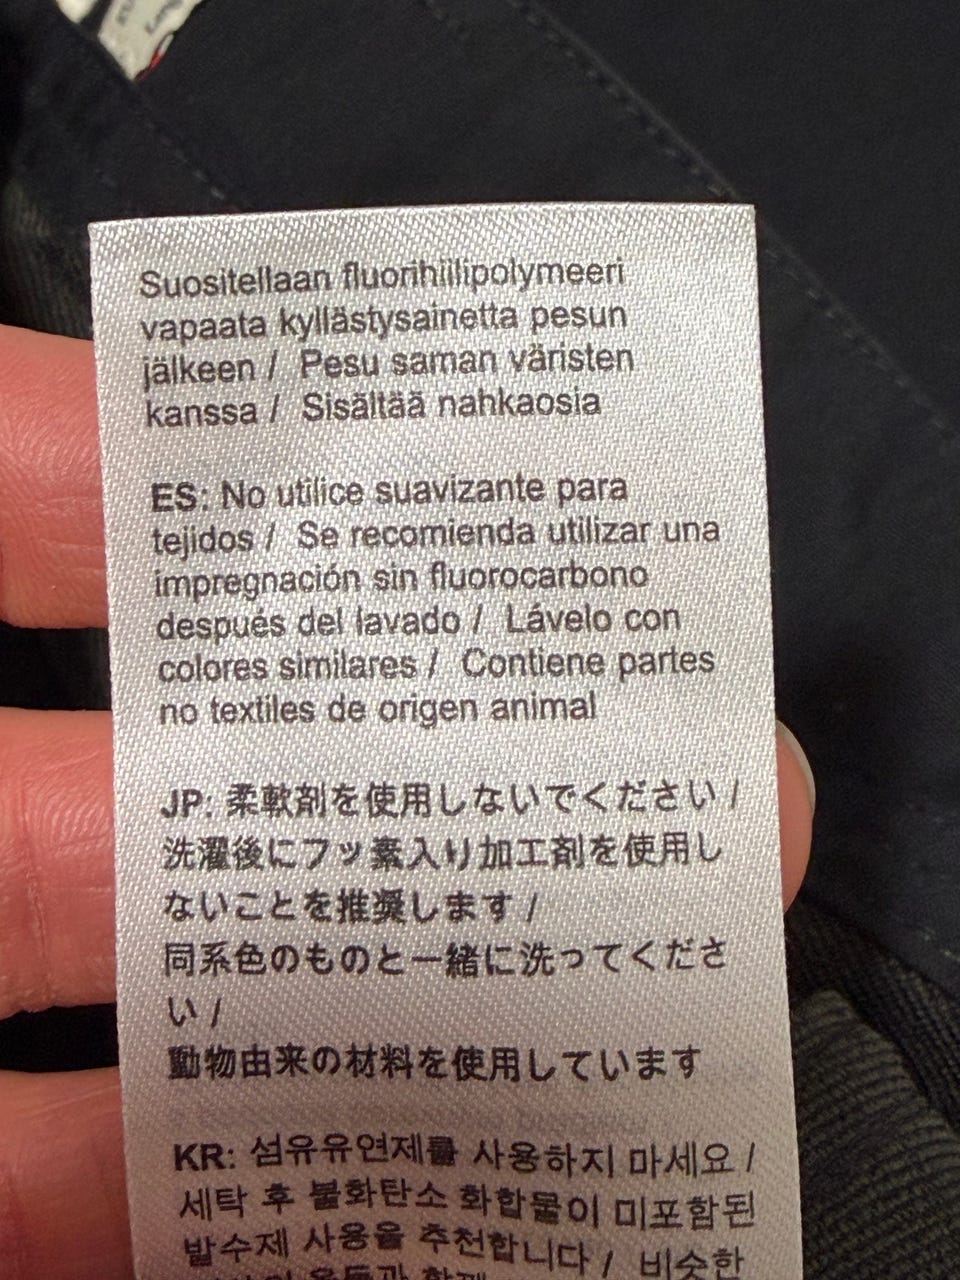 Suositellaan fluorihiilipolymeeri
vapaata kyllästysainetta pesun
jälkeen / Pesu saman väristen
kanssa / Sisältää nahkaosia
ES: No utilice suavizante para
tejidos / Se recomienda utilizar una
impregnación sin fluorocarbono
después del lavado / Lávelo con
colores similares / Contiene partes
no textiles de origen animal
JP: 柔軟剤を使用しないでください /
洗濯後にフッ素入り加工剤を使用し
ないことを推奨します /
同系色のものと一緒に洗ってくださ
い /
動物由来の材料を使用しています
KR: 섬유유연제를 사용하지 마세요 /
세탁 후 불화탄소 화합물이 미포함된
발수제 사용을 추천합니다 / 비슷한